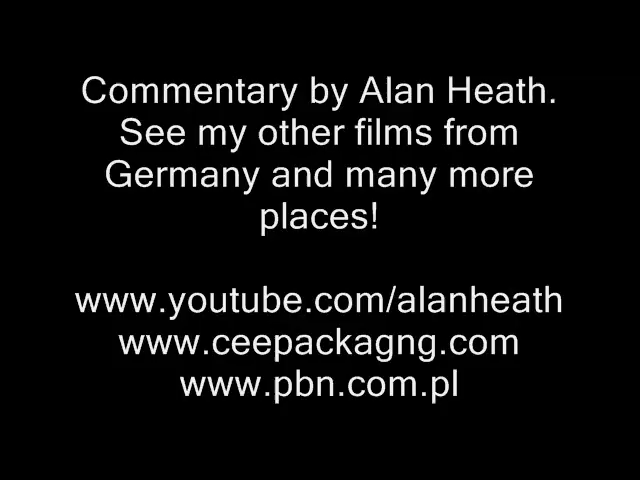 Commentary by Alan Heath.
See my other films from
Germany and many more
places!
www.youtube.com/alanheath
www.ceepackagng.com
www.pbn.com.pl